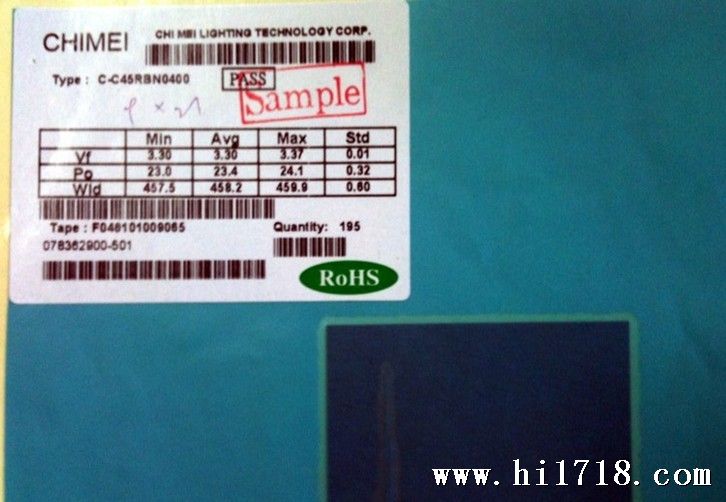 CHIMEI
CHI MEI LIGHTING TECHNOLOGY CORP.
Type : C-C45RBN0400
PASS
Sample
Min Avg Max Std
Vf 3.30 3.30 3.37 0.01
Po 23.0 23.4 24.1 0.32
Wld 457.5 458.2 459.9 0.60
Tape : F046101009065
Quantity: 195
078362900-501
RoHS
www.hi1718.com